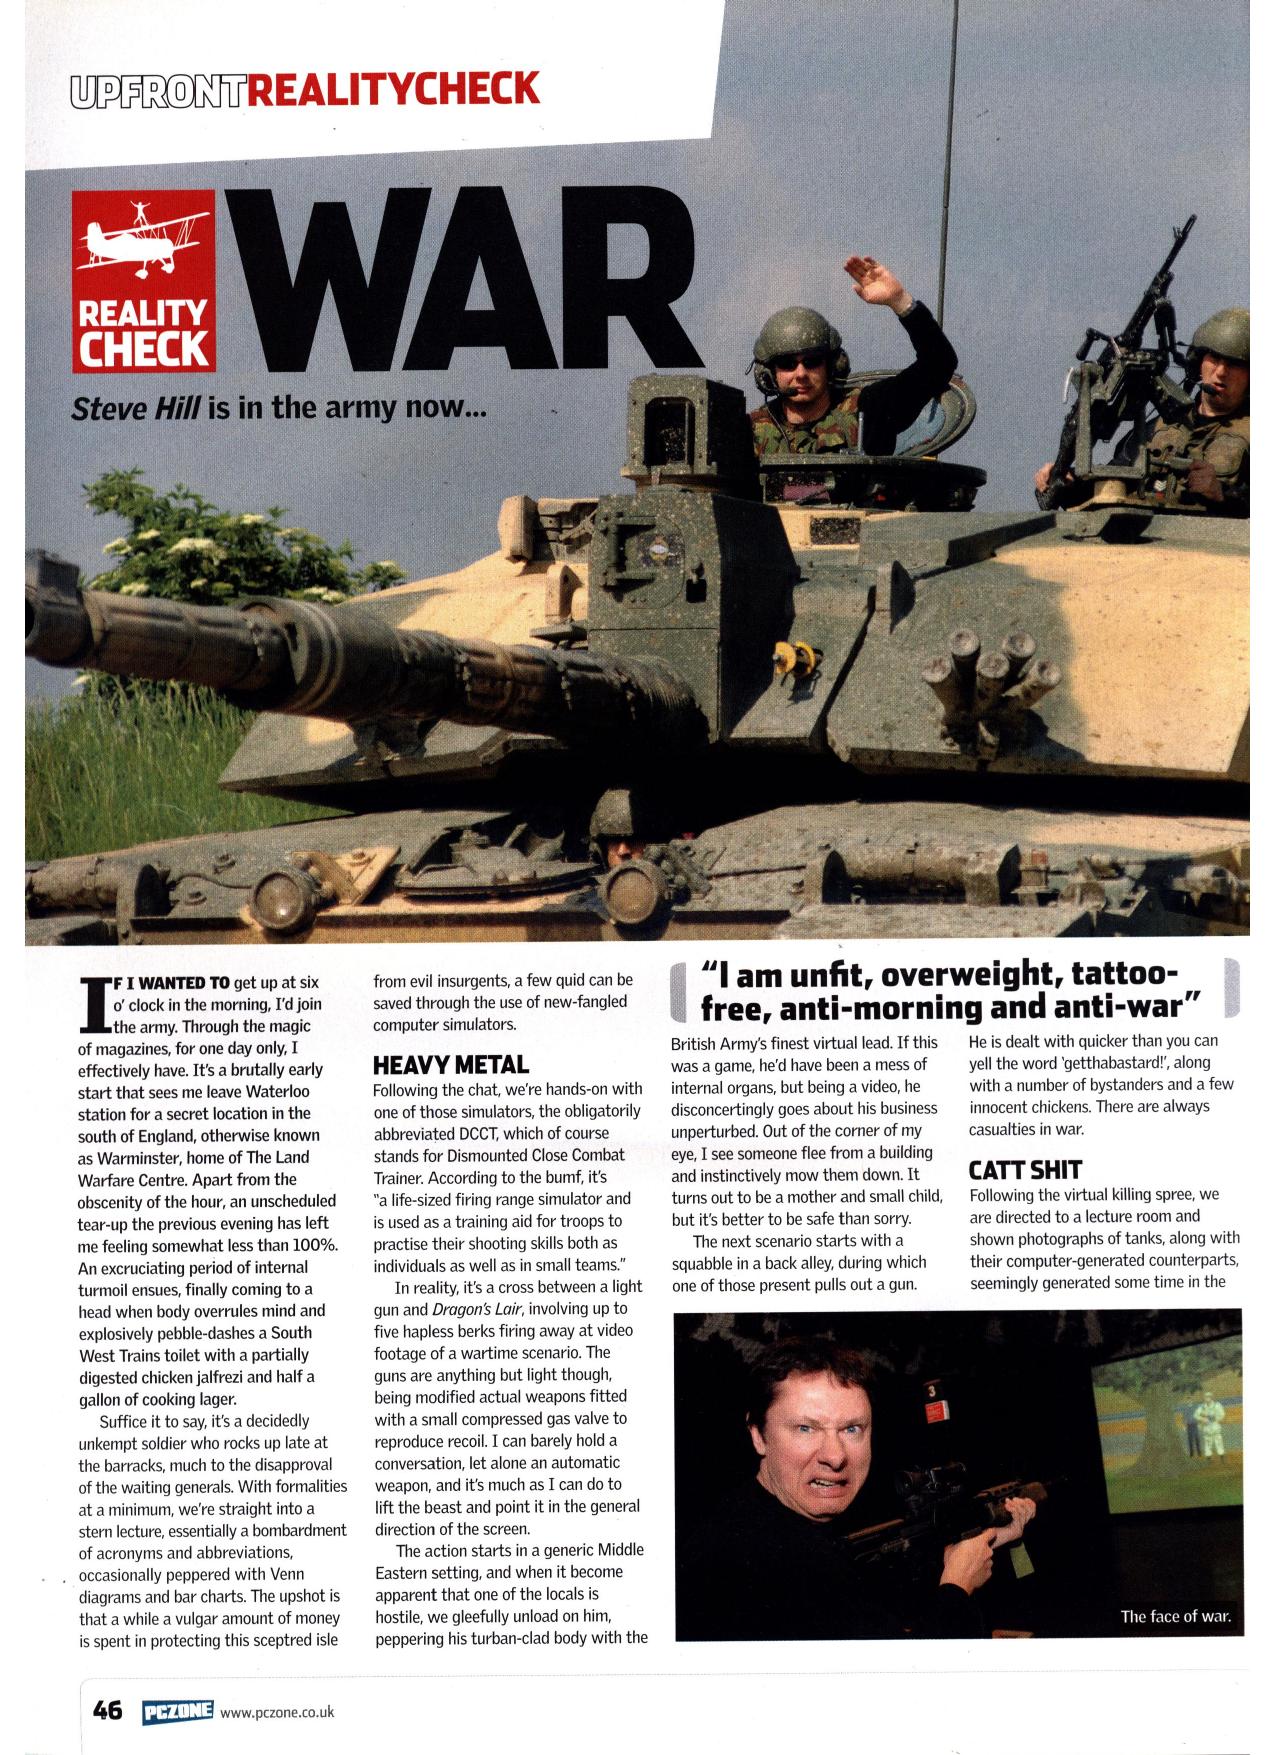 UPFRONTREALITYCHECK
REALITY
CHECK
WAR
Steve Hill is in the army now...
IF I WANTED TO get up at six
o' clock in the morning, I'd join
the army. Through the magic
of magazines, for one day only, I
effectively have. It's a brutally early
start that sees me leave Waterloo
station for a secret location in the
south of England, otherwise known
as Warminster, home of The Land
Warfare Centre. Apart from the
obscenity of the hour, an unscheduled
tear-up the previous evening has left
me feeling somewhat less than 100%.
An excruciating period of internal
turmoil ensues, finally coming to a
head when body overrules mind and
explosively pebble-dashes a South
West Trains toilet with a partially
digested chicken jalfrezi and half a
gallon of cooking lager.
Suffice it to say, it's a decidedly
unkempt soldier who rocks up late at
the barracks, much to the disapproval
of the waiting generals. With formalities
at a minimum, we're straight into a
stern lecture, essentially a bombardment
of acronyms and abbreviations,
occasionally peppered with Venn
diagrams and bar charts. The upshot is
that a while a vulgar amount of money
is spent in protecting this sceptred isle
from evil insurgents, a few quid can be
saved through the use of new-fangled
computer simulators.
HEAVY METAL
Following the chat, we're hands-on with
one of those simulators, the obligatorily
abbreviated DCCT, which of course
stands for Dismounted Close Combat
Trainer. According to the bumf, it's
"a life-sized firing range simulator and
is used as a training aid for troops to
practise their shooting skills both as
individuals as well as in small teams."
In reality, it's a cross between a light
gun and Dragon's Lair, involving up to
five hapless berks firing away at video
footage of a wartime scenario. The
guns are anything but light though,
being modified actual weapons fitted
with a small compressed gas valve to
reproduce recoil. I can barely hold a
conversation, let alone an automatic
weapon, and it's much as I can do to
lift the beast and point it in the general
direction of the screen.
The action starts in a generic Middle
Eastern setting, and when it become
apparent that one of the locals is
hostile, we gleefully unload on him,
peppering his turban-clad body with the
"I am unfit, overweight, tattoo-
free, anti-morning and anti-war"
British Army's finest virtual lead. If this
was a game, he'd have been a mess of
internal organs, but being a video, he
disconcertingly goes about his business
unperturbed. Out of the corner of my
eye, I see someone flee from a building
and instinctively mow them down. It
turns out to be a mother and small child,
but it's better to be safe than sorry.
The next scenario starts with a
squabble in a back alley, during which
one of those present pulls out a gun.
He is dealt with quicker than you can
yell the word 'getthabastard!', along
with a number of bystanders and a few
innocent chickens. There are always
casualties in war.
CATT SHIT
Following the virtual killing spree, we
are directed to a lecture room and
shown photographs of tanks, along with
their computer-generated counterparts,
seemingly generated some time in the
3
The face of war.
46 PCZONE www.pczone.co.uk